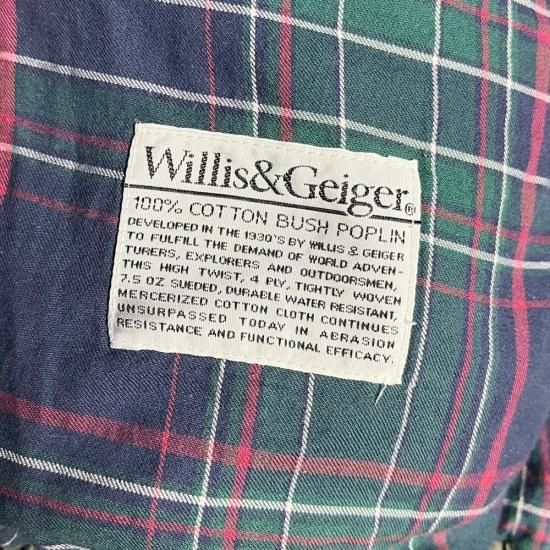 Willis&Geiger®
100% COTTON BUSH POPLIN
DEVELOPED IN THE 1930'S BY WILLIS & GEIGER
TO FULFILL THE DEMAND OF WORLD ADVEN-
TURERS, EXPLORERS AND OUTDOORSMEN,
THIS HIGH TWIST, 4 PLY, TIGHTLY WOVEN
7.5 OZ SUEDED, DURABLE WATER RESISTANT,
MERCERIZED COTTON CLOTH CONTINUES
UNSURPASSED TODAY IN ABRASION
RESISTANCE AND FUNCTIONAL EFFICACY.